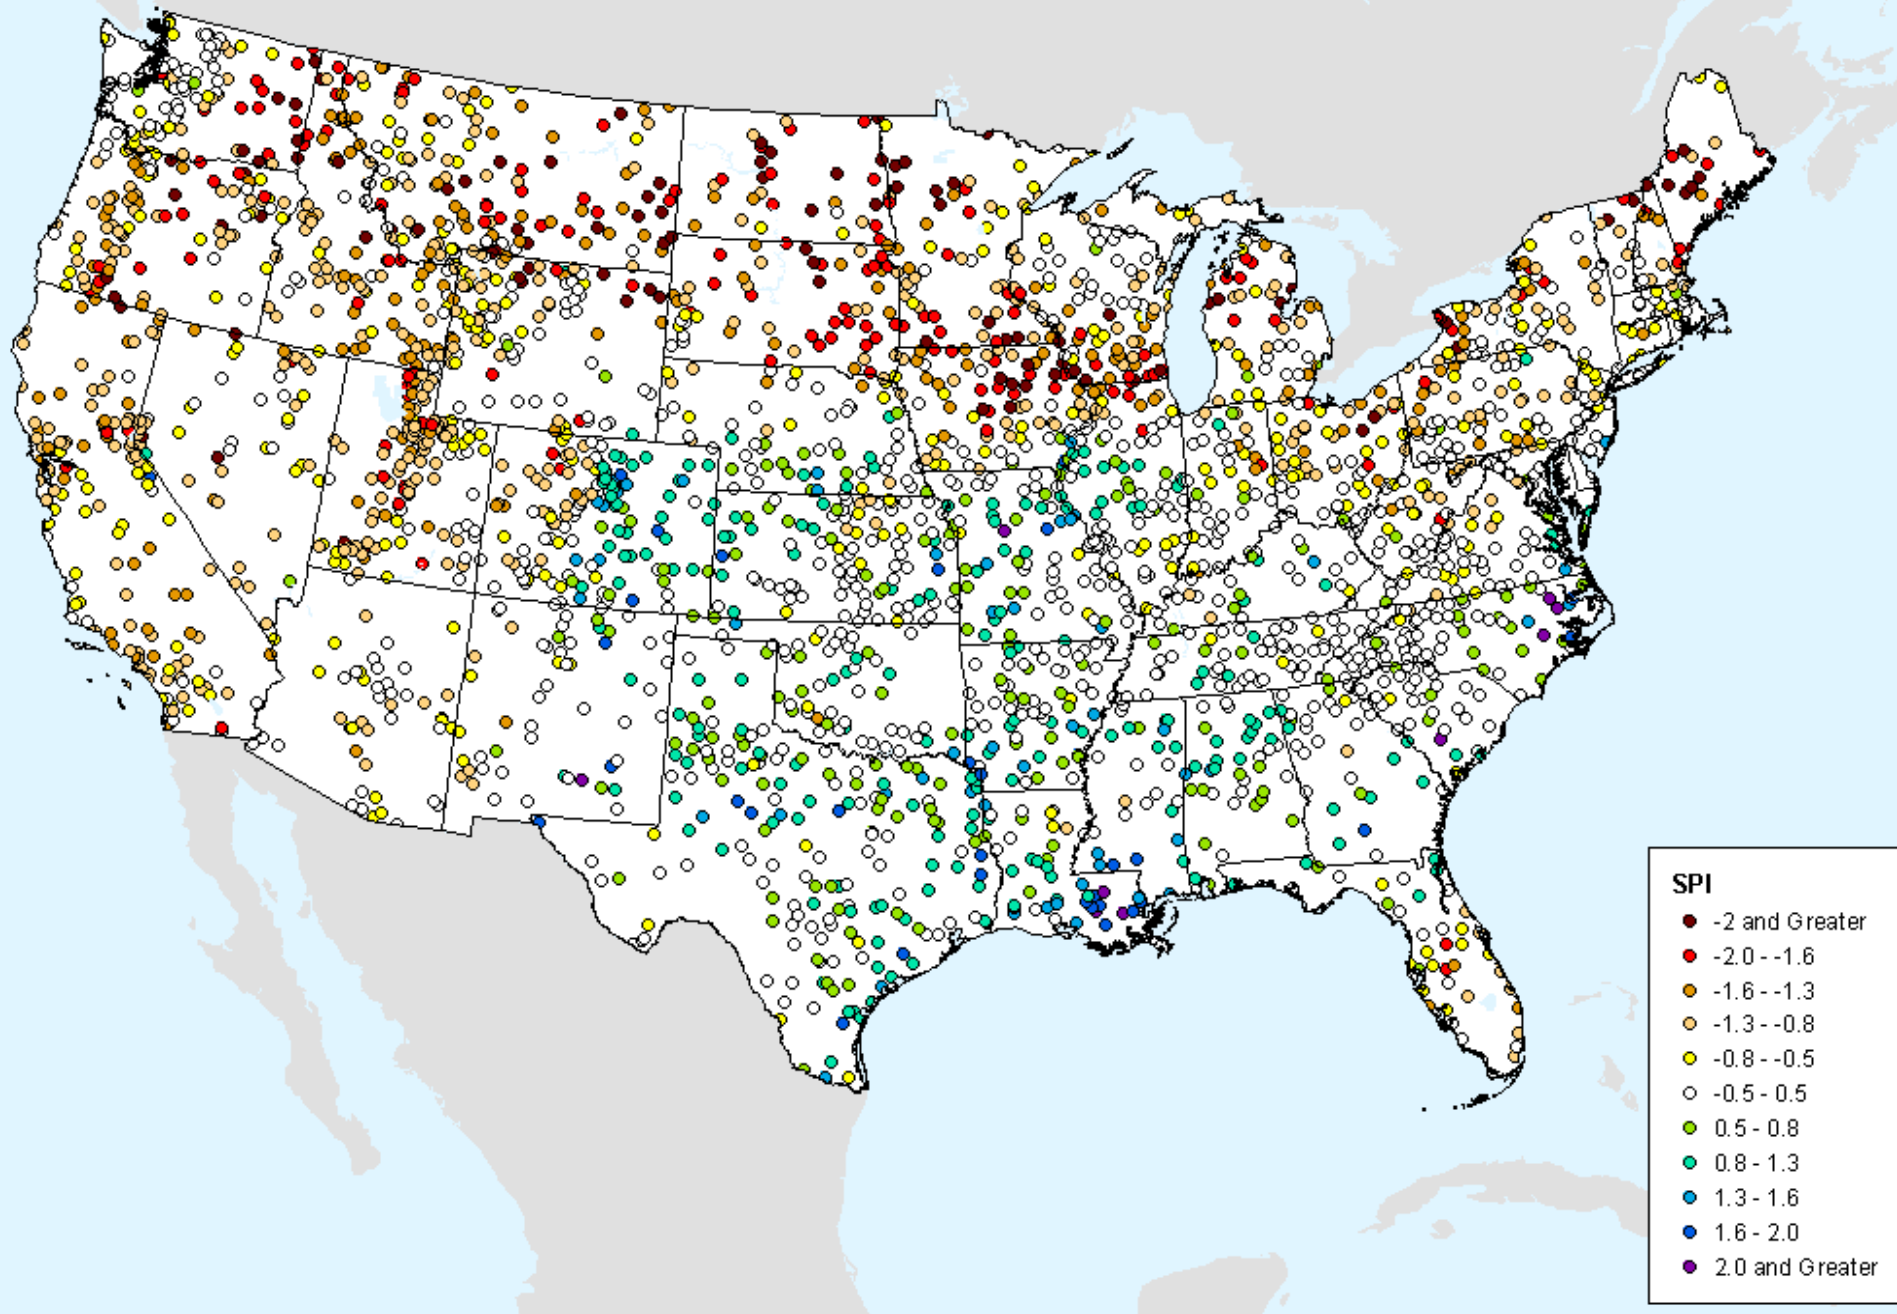 SPI
-2 and Greater
-2.0 - -1.6
-1.6 - -1.3
-1.3 - -0.8
-0.8 - -0.5
-0.5 - 0.5
0.5 - 0.8
0.8 - 1.3
1.3 - 1.6
1.6 - 2.0
2.0 and Greater